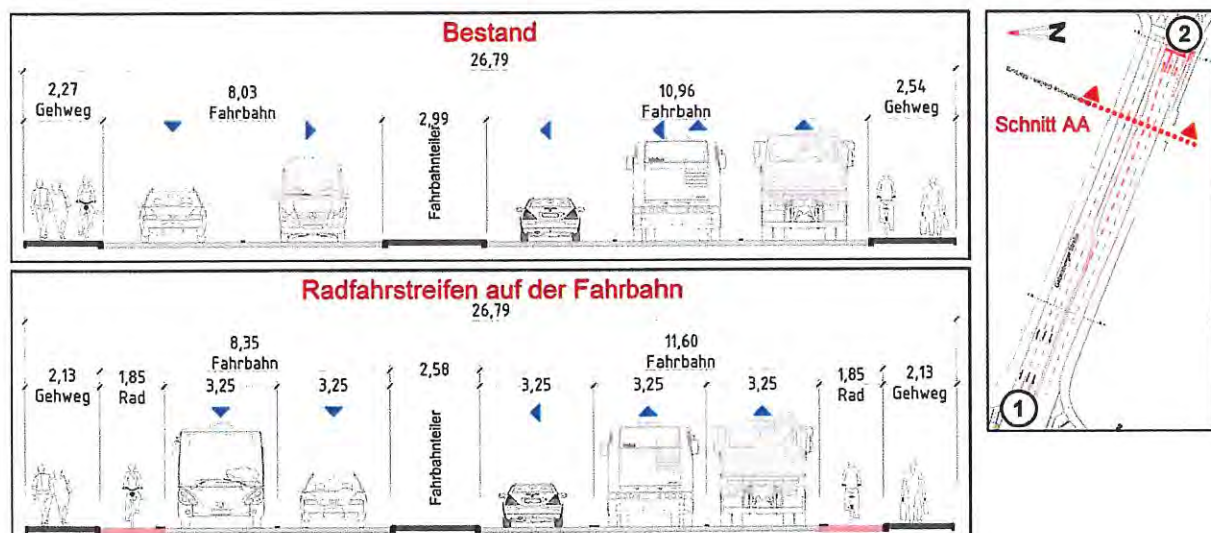 Bestand
26,79
2,27
Gehweg
8,03
Fahrbahn
2,99
Fahrbahnteiler
10,96
Fahrbahn
2,54
Gehweg
Radfahrstreifen auf der Fahrbahn
26,79
2,13
Gehweg
1,85
Rad
8,35
Fahrbahn
3,25
3,25
2,58
Fahrbahnteiler
11,60
Fahrbahn
3,25
3,25
3,25
1,85
Rad
2,13
Gehweg
N
2
Schnitt AA
1